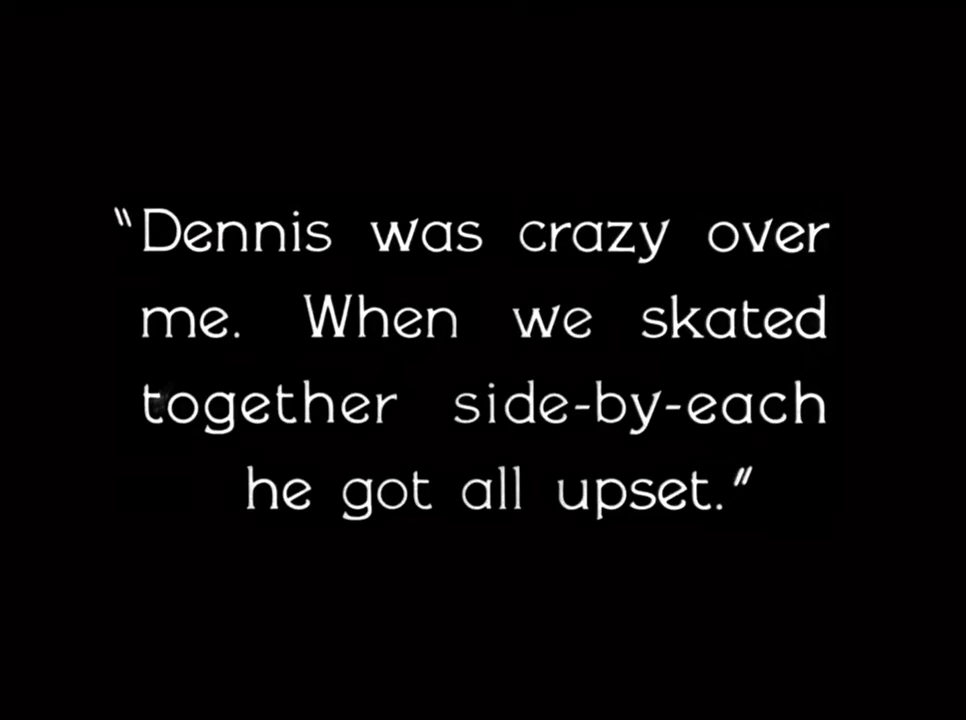 "Dennis was crazy over
me. When we skated
together side-by-each
he got all upset."